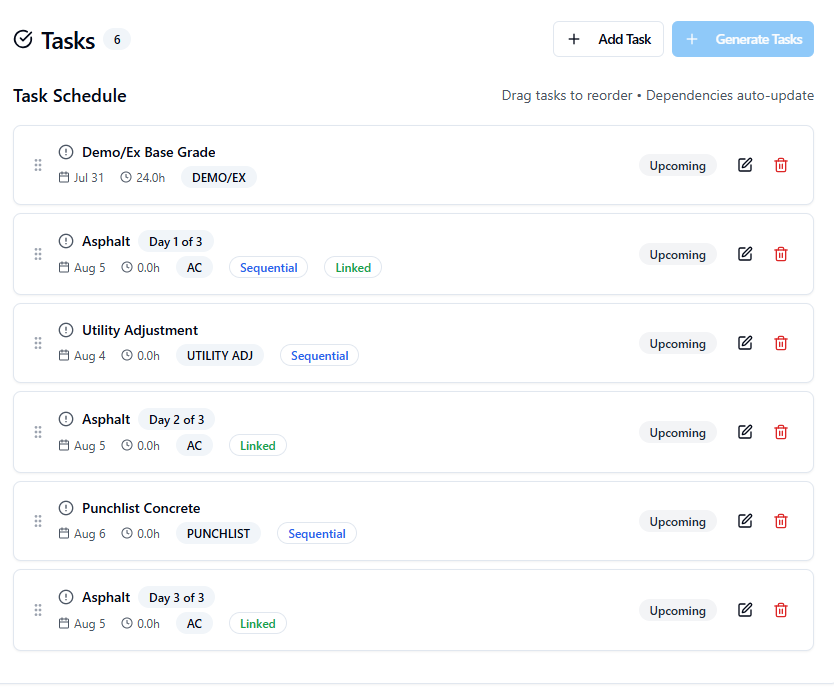 Tasks 6
+ Add Task
+ Generate Tasks
Task Schedule
Drag tasks to reorder • Dependencies auto-update
Demo/Ex Base Grade
Jul 31 24.0h DEMO/EX
Upcoming
Asphalt Day 1 of 3
Aug 5 0.0h AC Sequential Linked
Upcoming
Utility Adjustment
Aug 4 0.0h UTILITY ADJ Sequential
Upcoming
Asphalt Day 2 of 3
Aug 5 0.0h AC Linked
Upcoming
Punchlist Concrete
Aug 6 0.0h PUNCHLIST Sequential
Upcoming
Asphalt Day 3 of 3
Aug 5 0.0h AC Linked
Upcoming